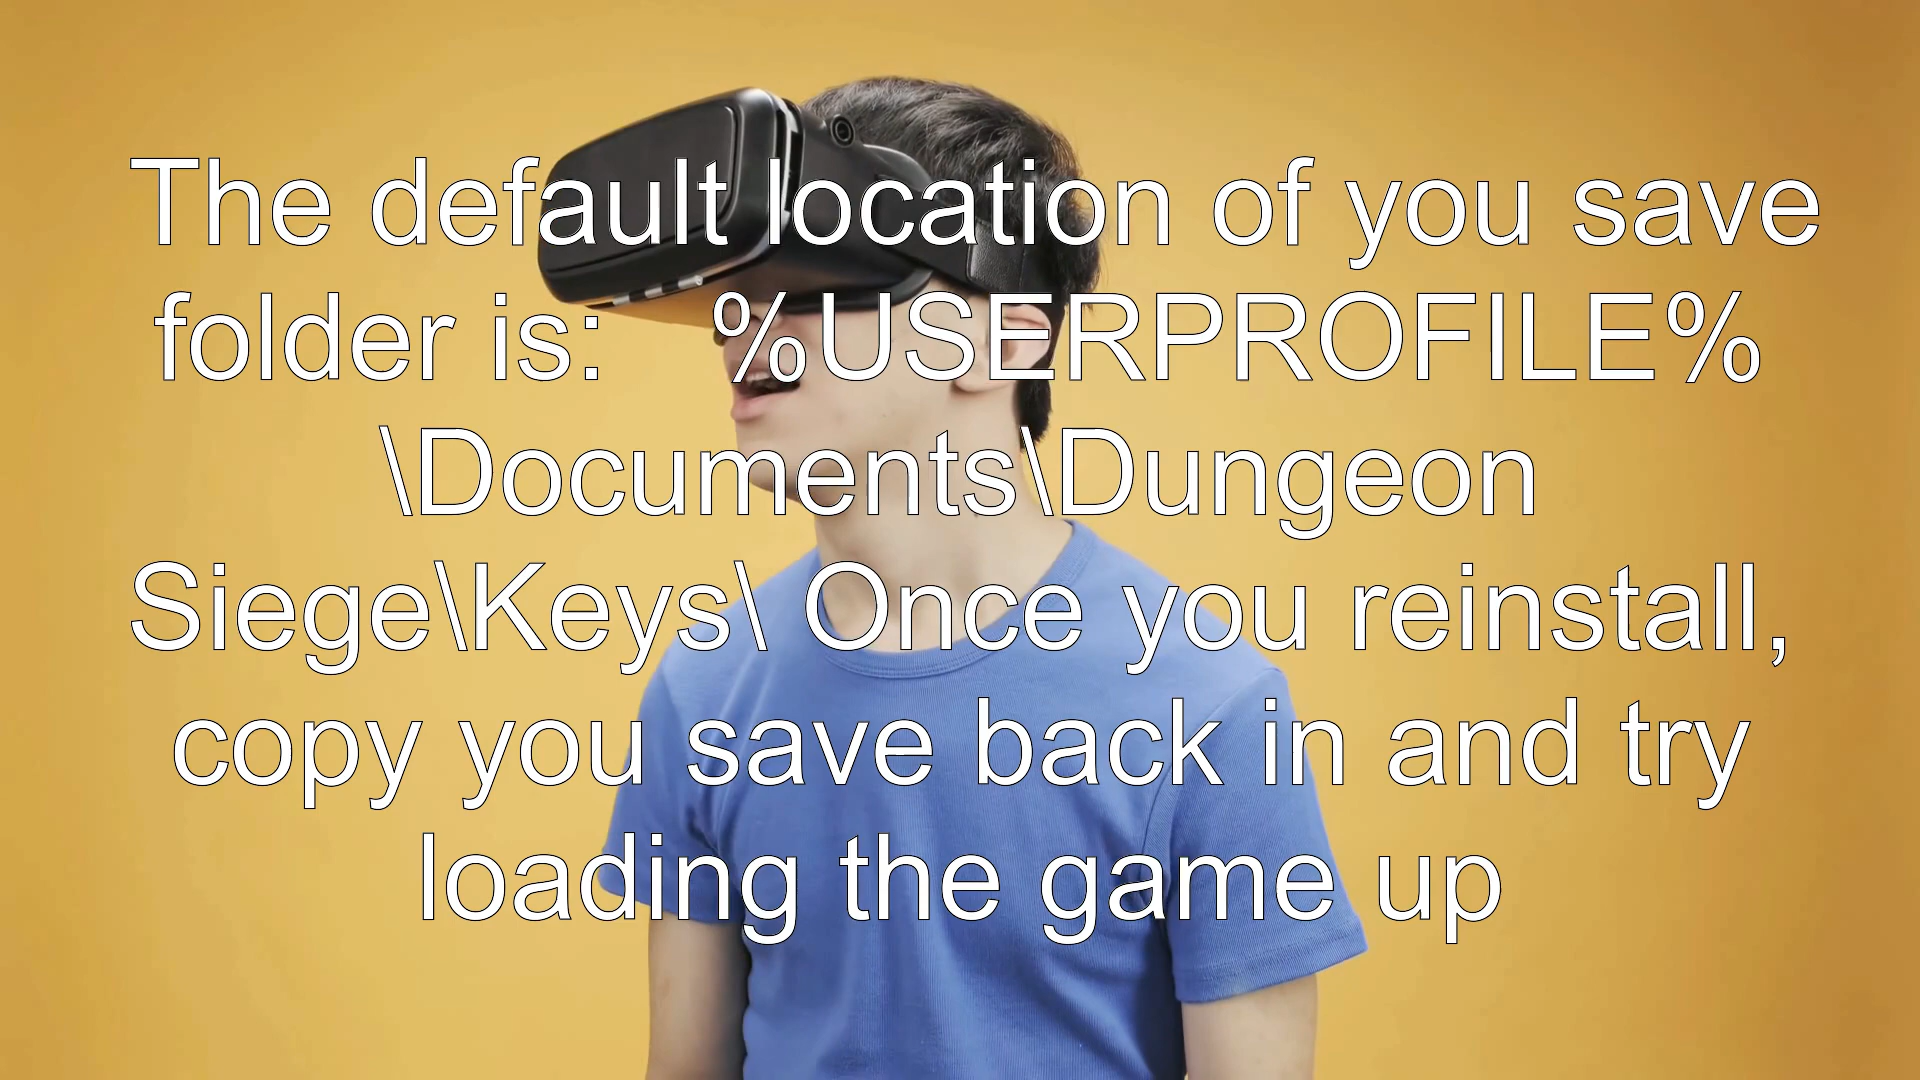 The default location of you save
folder is:   %USERPROFILE%
\Documents\Dungeon
Siege\Keys\ Once you reinstall,
copy you save back in and try
loading the game up